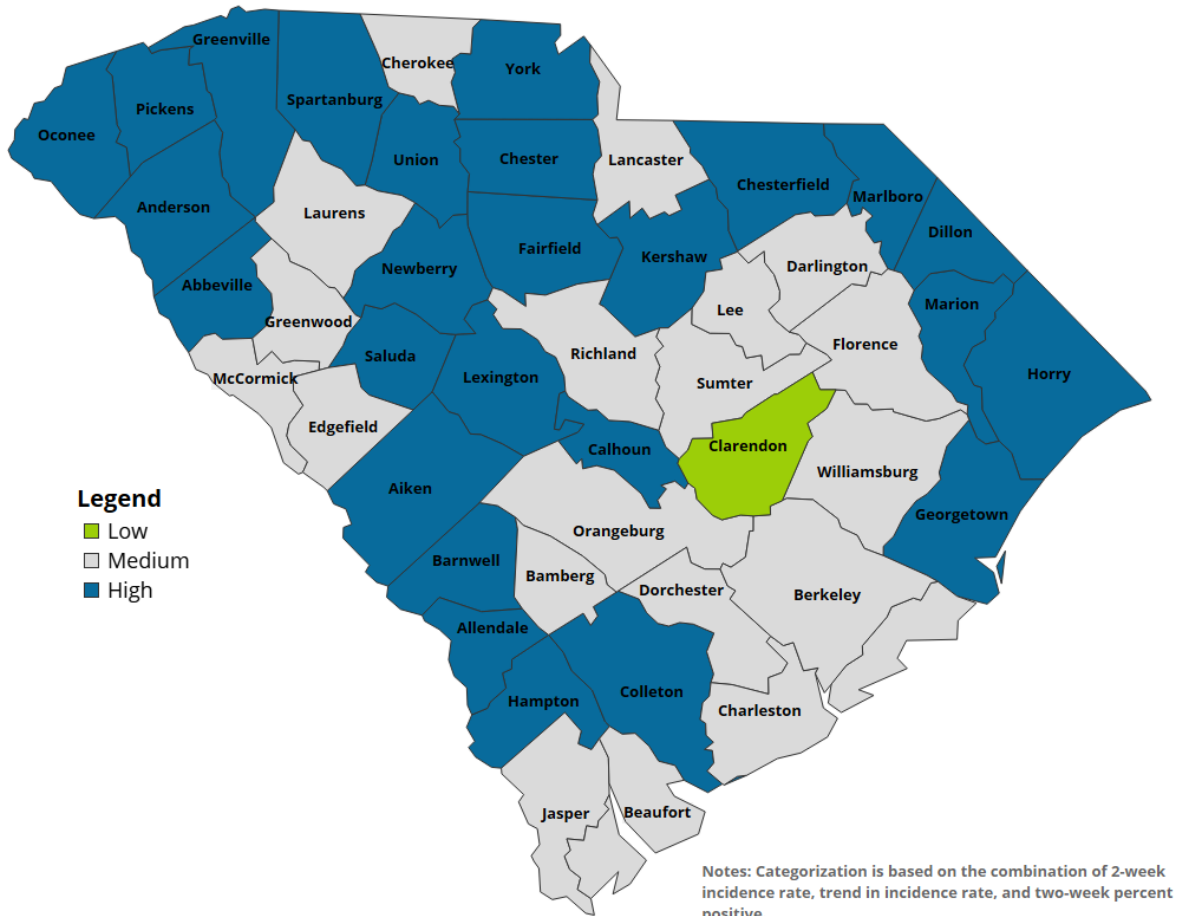 Greenville
Cherokee
York
Spartanburg
Pickens
Oconee
Union
Chester
Lancaster
Chesterfield
Marlboro
Anderson
Laurens
Dillon
Fairfield
Kershaw
Newberry
Darlington
Abbeville
Marion
Lee
Greenwood
Florence
Richland
Saluda
Horry
McCormick
Lexington
Sumter
Edgefield
Clarendon
Calhoun
Williamsburg
Aiken
Georgetown
Orangeburg
Barnwell
Bamberg
Dorchester
Berkeley
Allendale
Colleton
Hampton
Charleston
Jasper
Beaufort
Legend
Low
Medium
High
Notes: Categorization is based on the combination of 2-week
incidence rate, trend in incidence rate, and two-week percent
positive